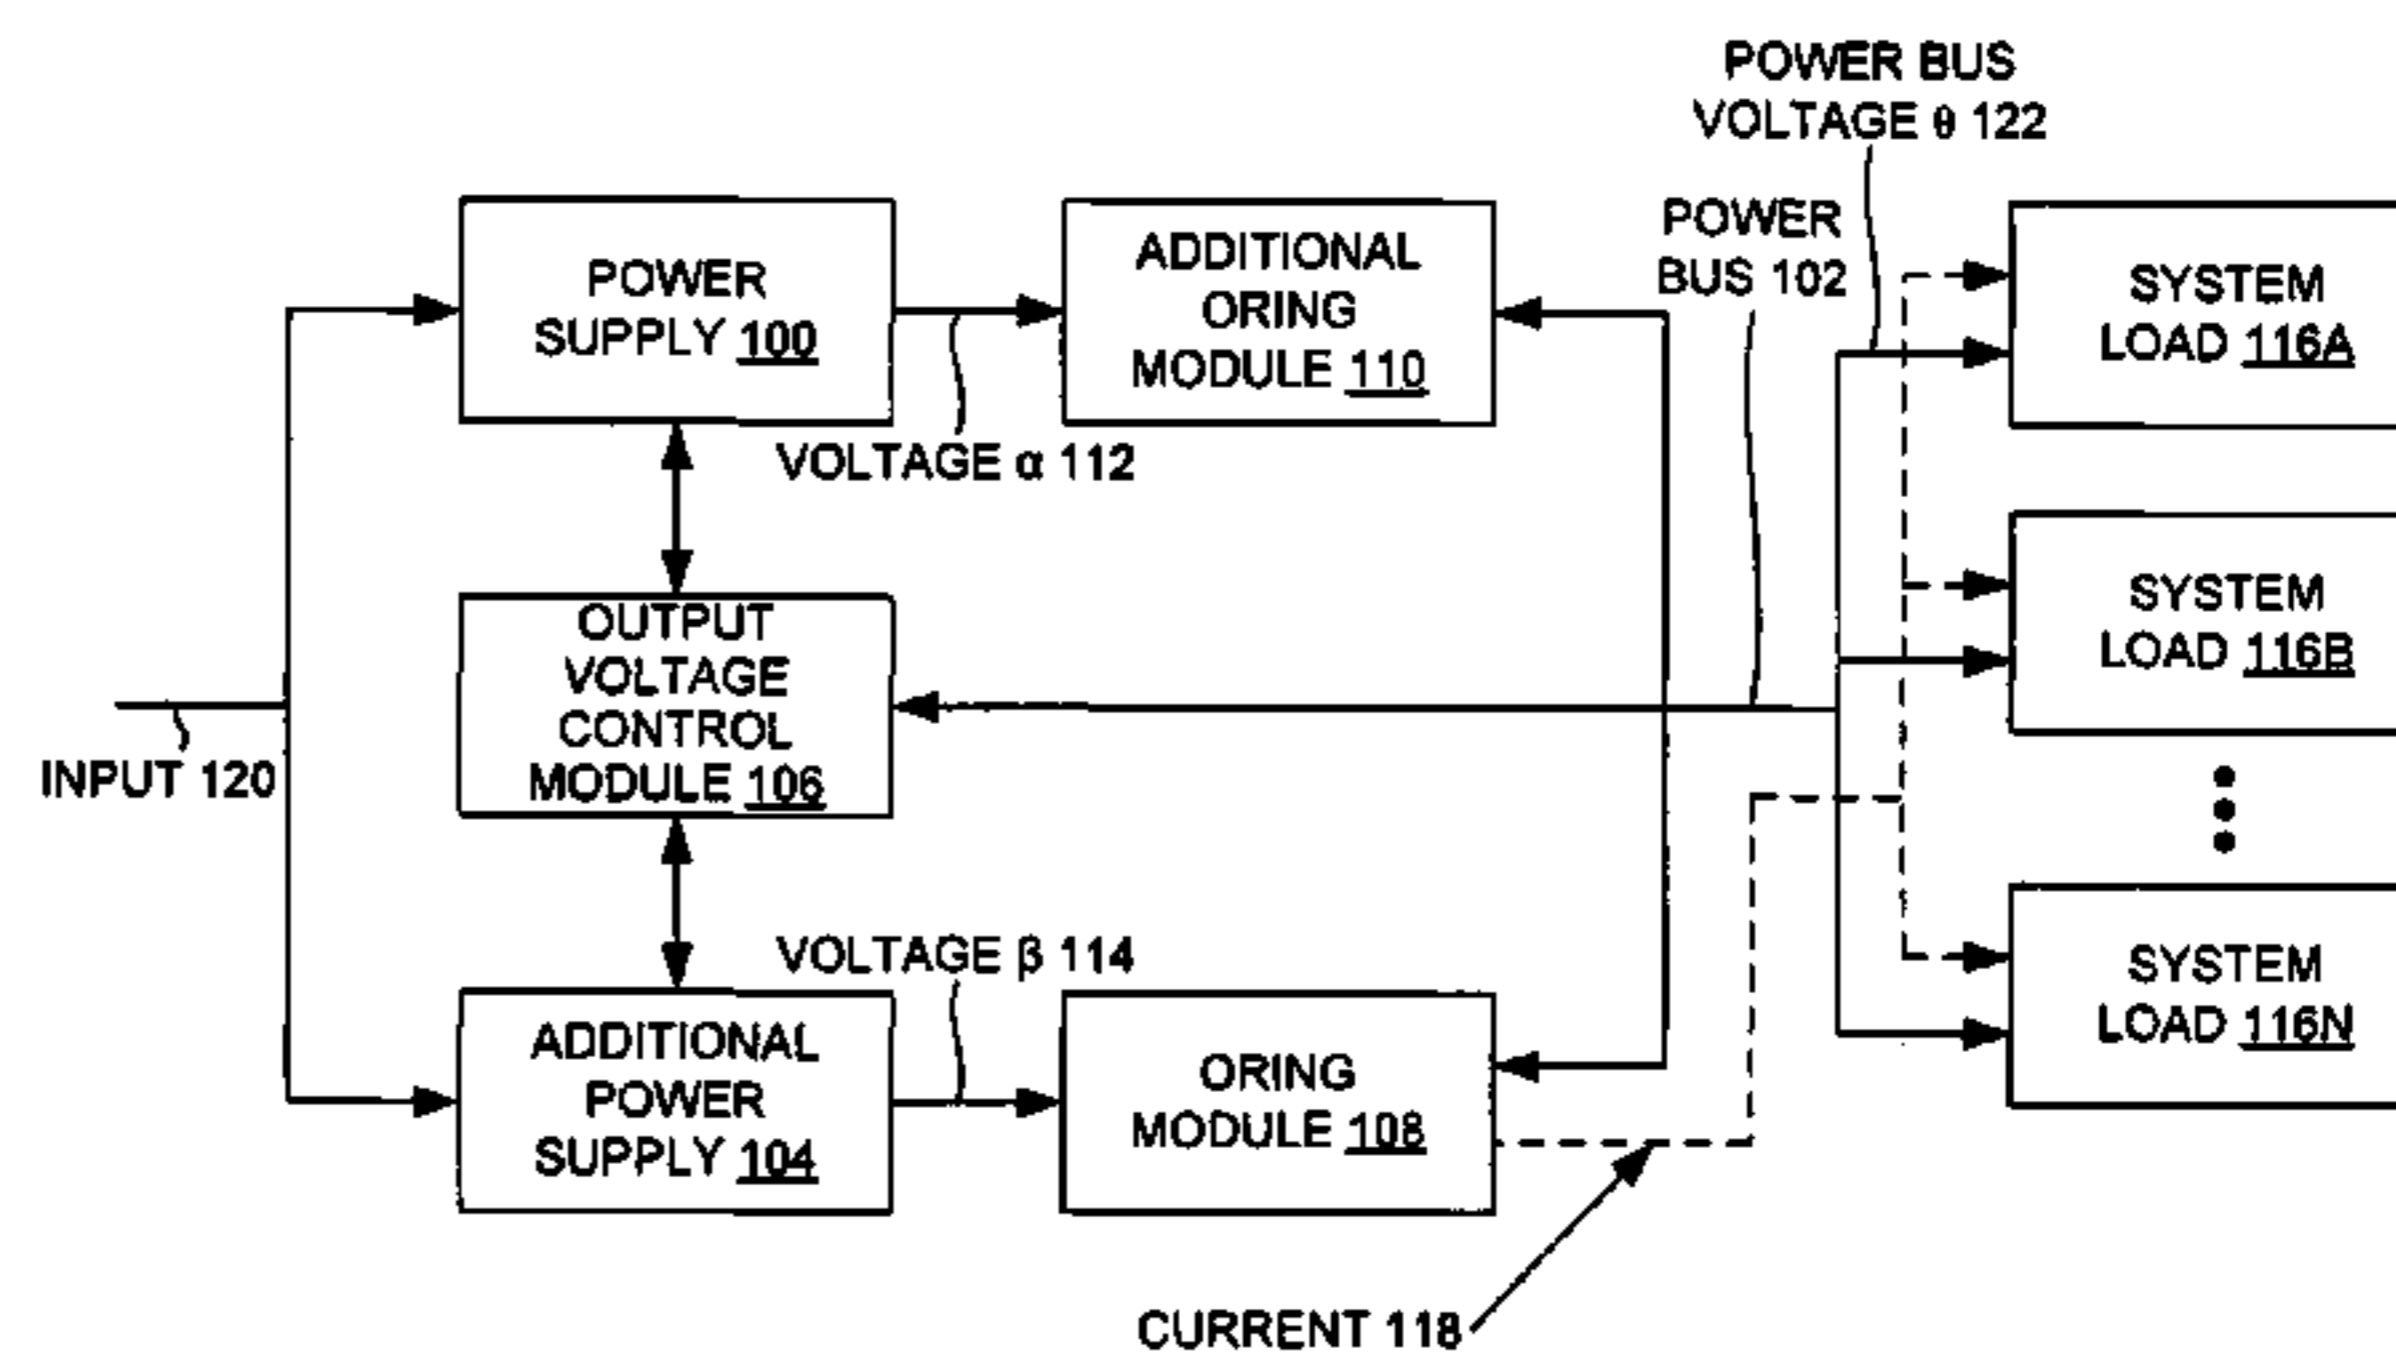 POWER BUS
VOLTAGE θ 122
POWER
BUS 102
POWER
SUPPLY 100
ADDITIONAL
ORING
MODULE 110
SYSTEM
LOAD 116A
VOLTAGE α 112
OUTPUT
VOLTAGE
CONTROL
MODULE 106
SYSTEM
LOAD 116B
INPUT 120
VOLTAGE β 114
ADDITIONAL
POWER
SUPPLY 104
ORING
MODULE 108
SYSTEM
LOAD 116N
CURRENT 118